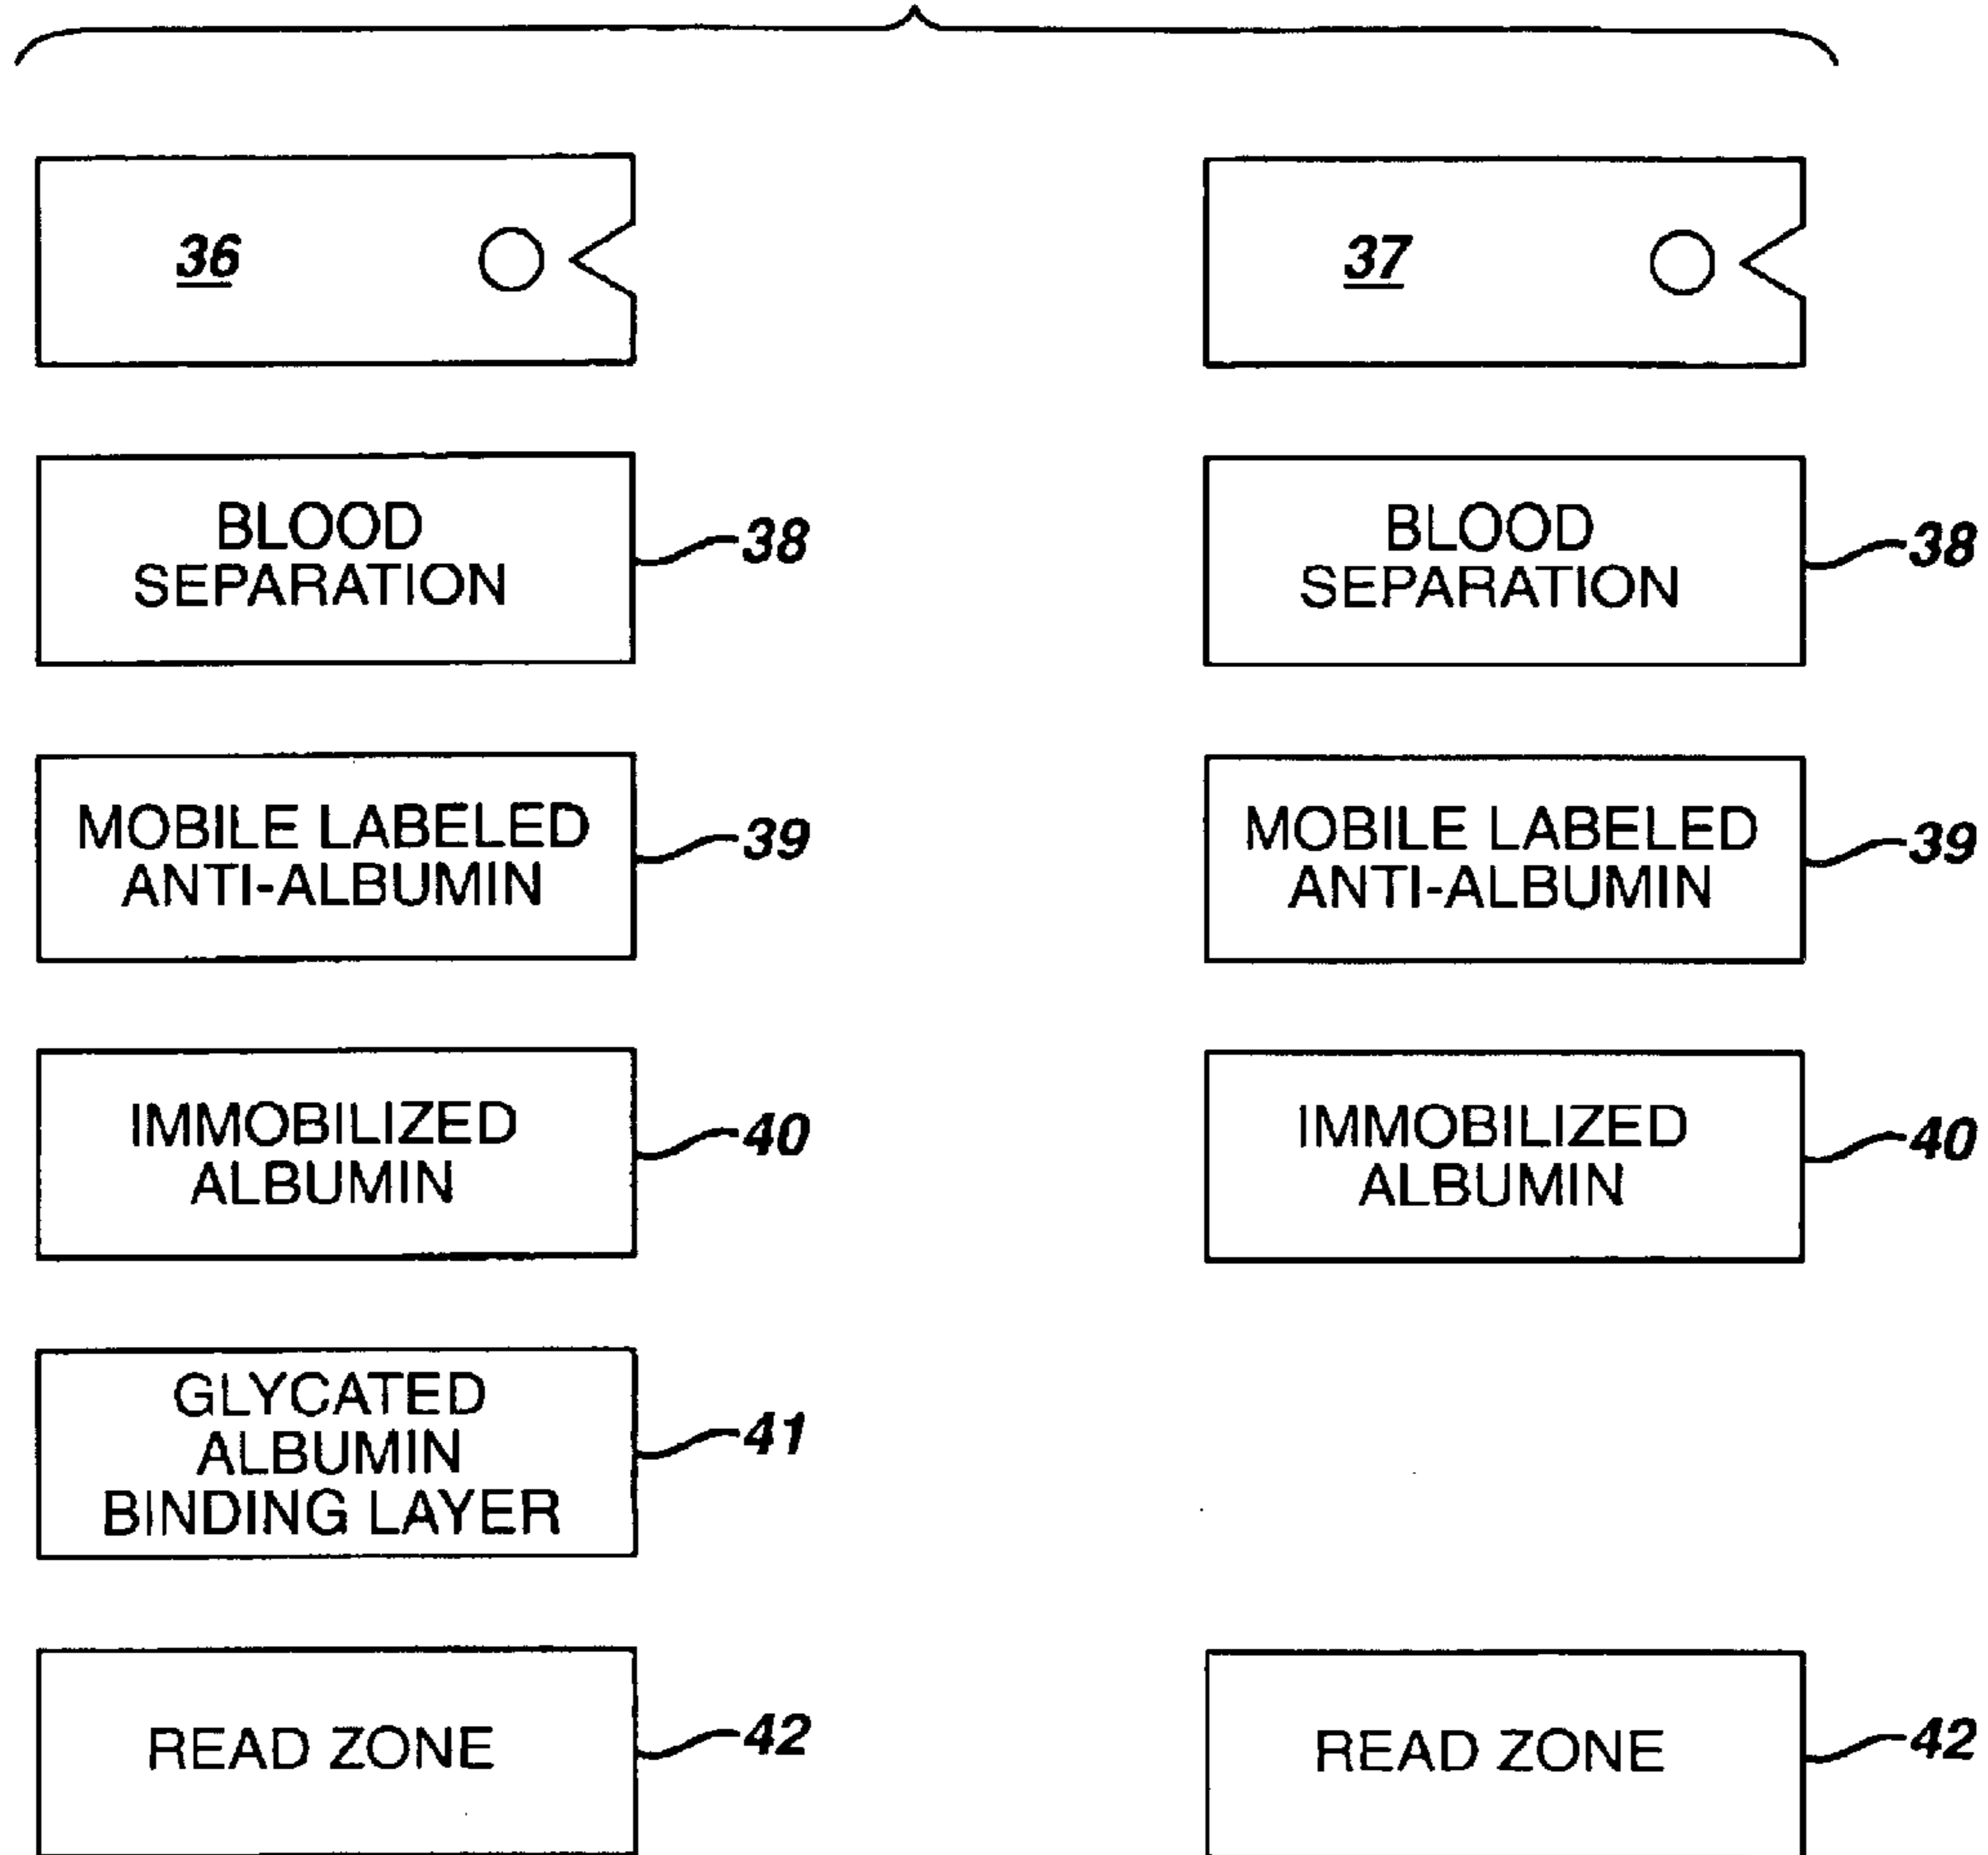 36
37
BLOOD
SEPARATION
38
BLOOD
SEPARATION
38
MOBILE LABELED
ANTI-ALBUMIN
39
MOBILE LABELED
ANTI-ALBUMIN
39
IMMOBILIZED
ALBUMIN
40
IMMOBILIZED
ALBUMIN
40
GLYCATED
ALBUMIN
BINDING LAYER
41
READ ZONE
42
READ ZONE
42